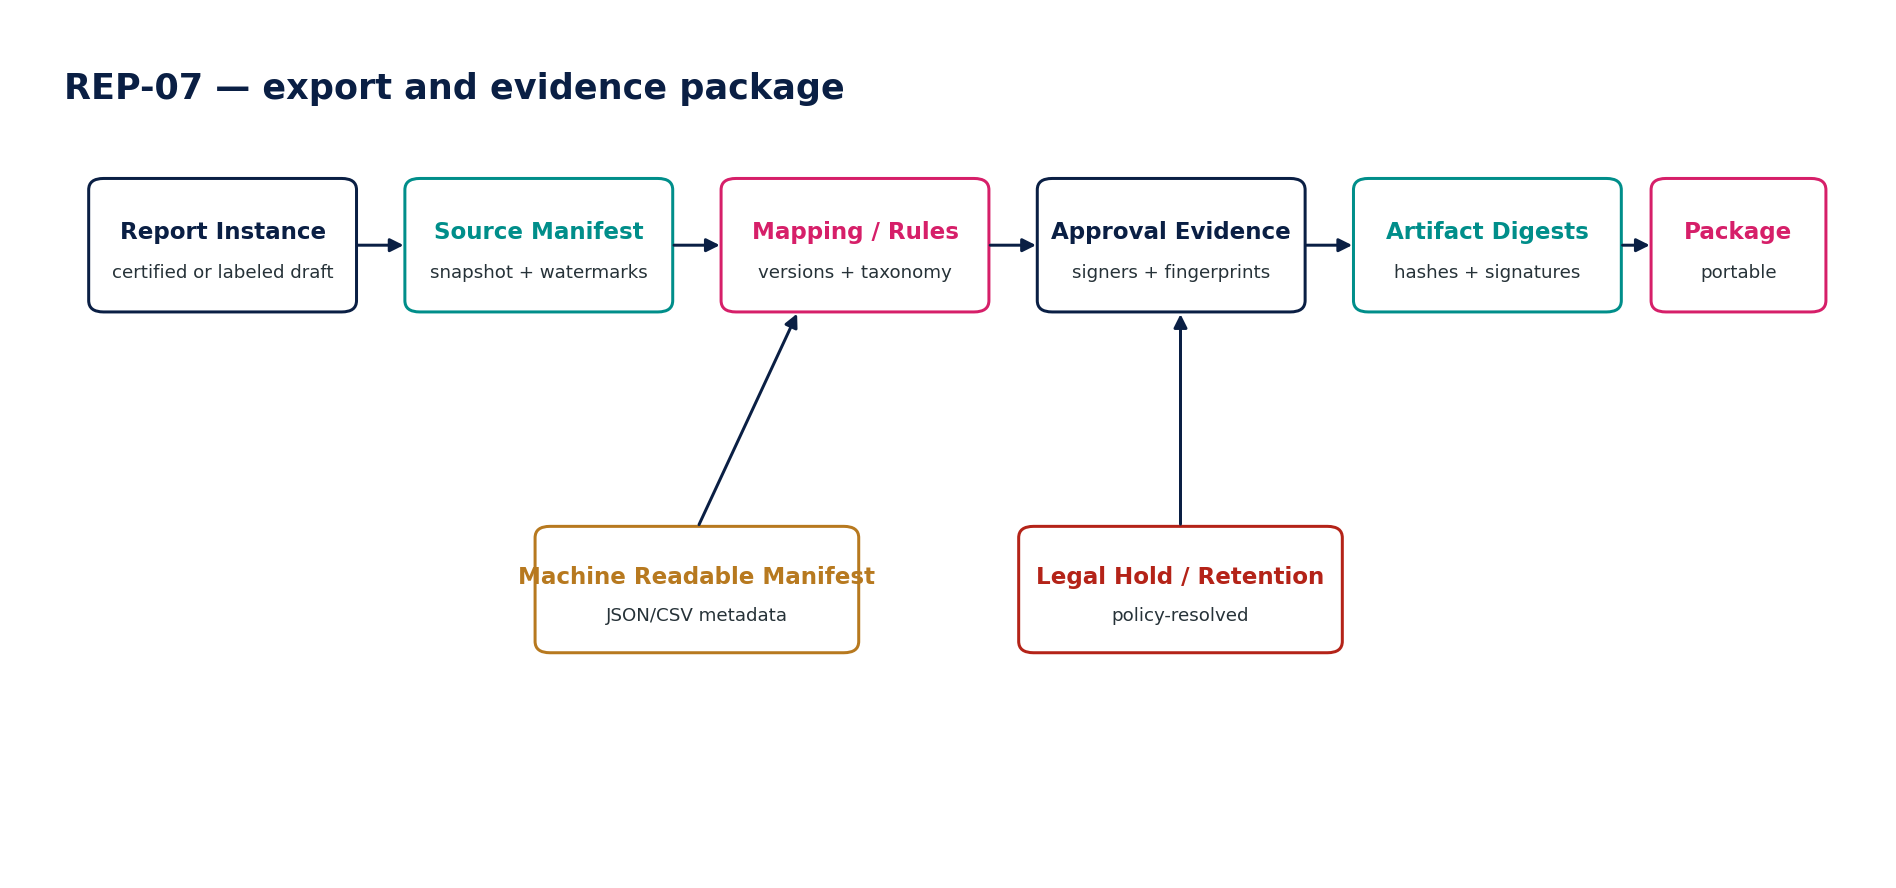 REP-07 — export and evidence package
Report Instance
certified or labeled draft
Source Manifest
snapshot + watermarks
Mapping / Rules
versions + taxonomy
Approval Evidence
signers + fingerprints
Artifact Digests
hashes + signatures
Package
portable
Machine Readable Manifest
JSON/CSV metadata
Legal Hold / Retention
policy-resolved